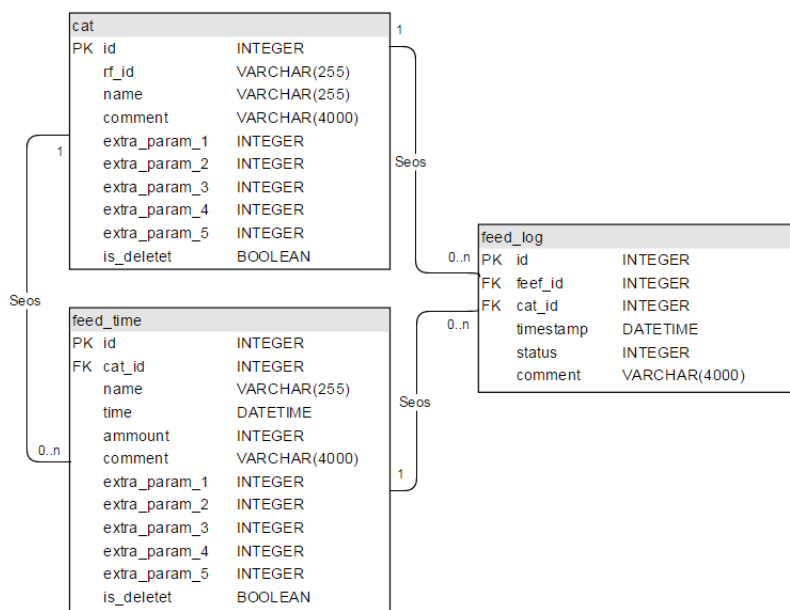 cat
PK id INTEGER
rf_id VARCHAR(255)
name VARCHAR(255)
comment VARCHAR(4000)
extra_param_1 INTEGER
extra_param_2 INTEGER
extra_param_3 INTEGER
extra_param_4 INTEGER
extra_param_5 INTEGER
is_deletet BOOLEAN
1
1
Seos
Seos
0..n
0..n
feed_log
PK id INTEGER
FK feef_id INTEGER
FK cat_id INTEGER
timestamp DATETIME
status INTEGER
comment VARCHAR(4000)
0..n
Seos
1
feed_time
PK id INTEGER
FK cat_id INTEGER
name VARCHAR(255)
time DATETIME
ammount INTEGER
comment VARCHAR(4000)
extra_param_1 INTEGER
extra_param_2 INTEGER
extra_param_3 INTEGER
extra_param_4 INTEGER
extra_param_5 INTEGER
is_deletet BOOLEAN